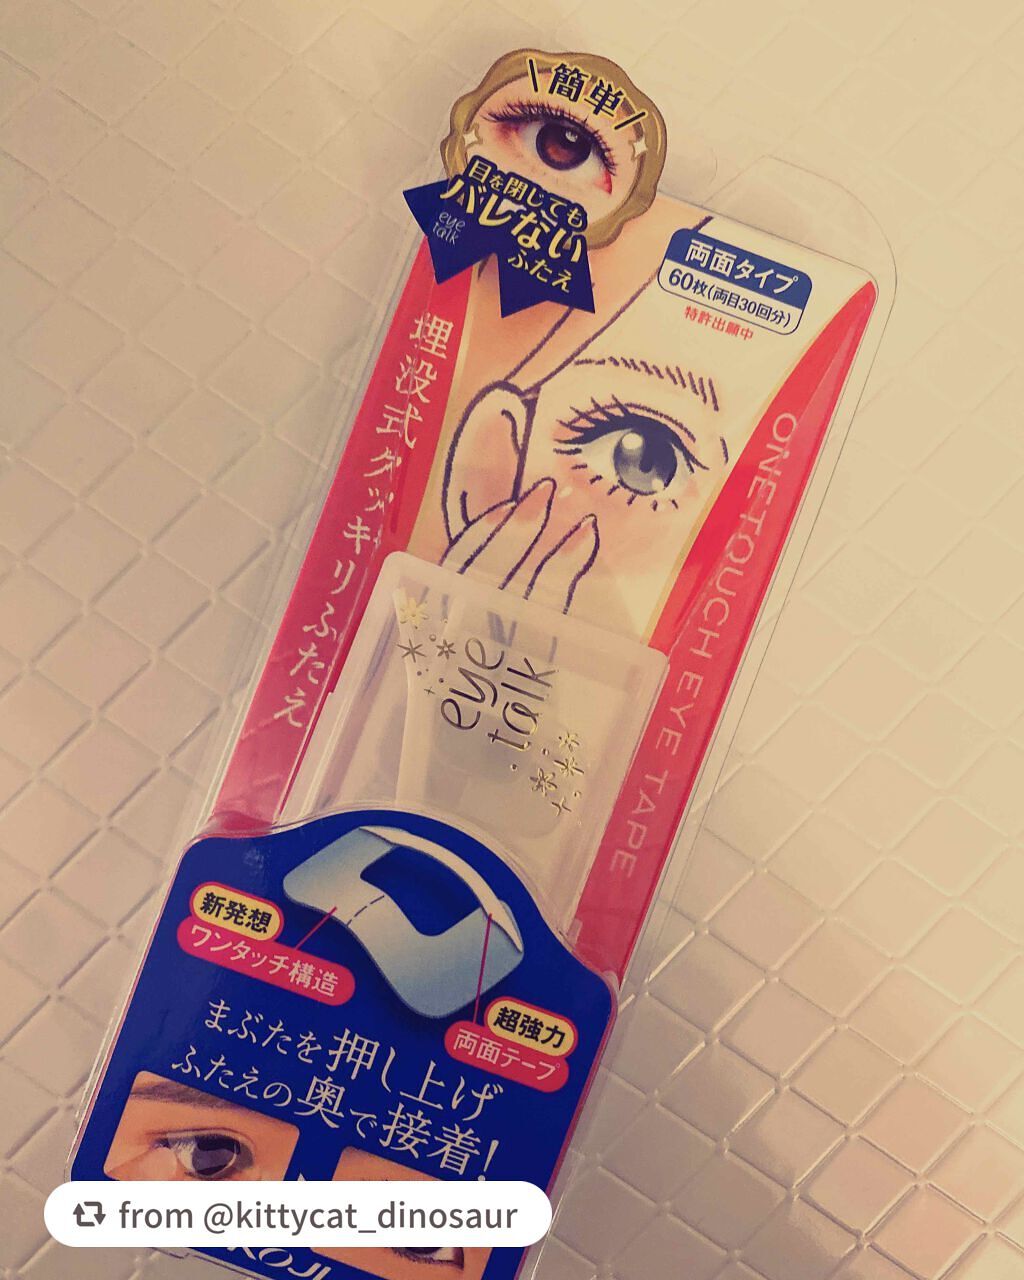 \簡単/
目を閉じても
バレない
ふたえ
eye
talk
両面タイプ
60枚(両目30回分)
特許出願中
埋没式クッキリふたえ
ONETOUCH EYE TAPE
eye
talk
新発想
ワンタッチ構造
超強力
両面テープ
まぶたを押し上げ
ふたえの奥で接着!
from @kittycat_dinosaur